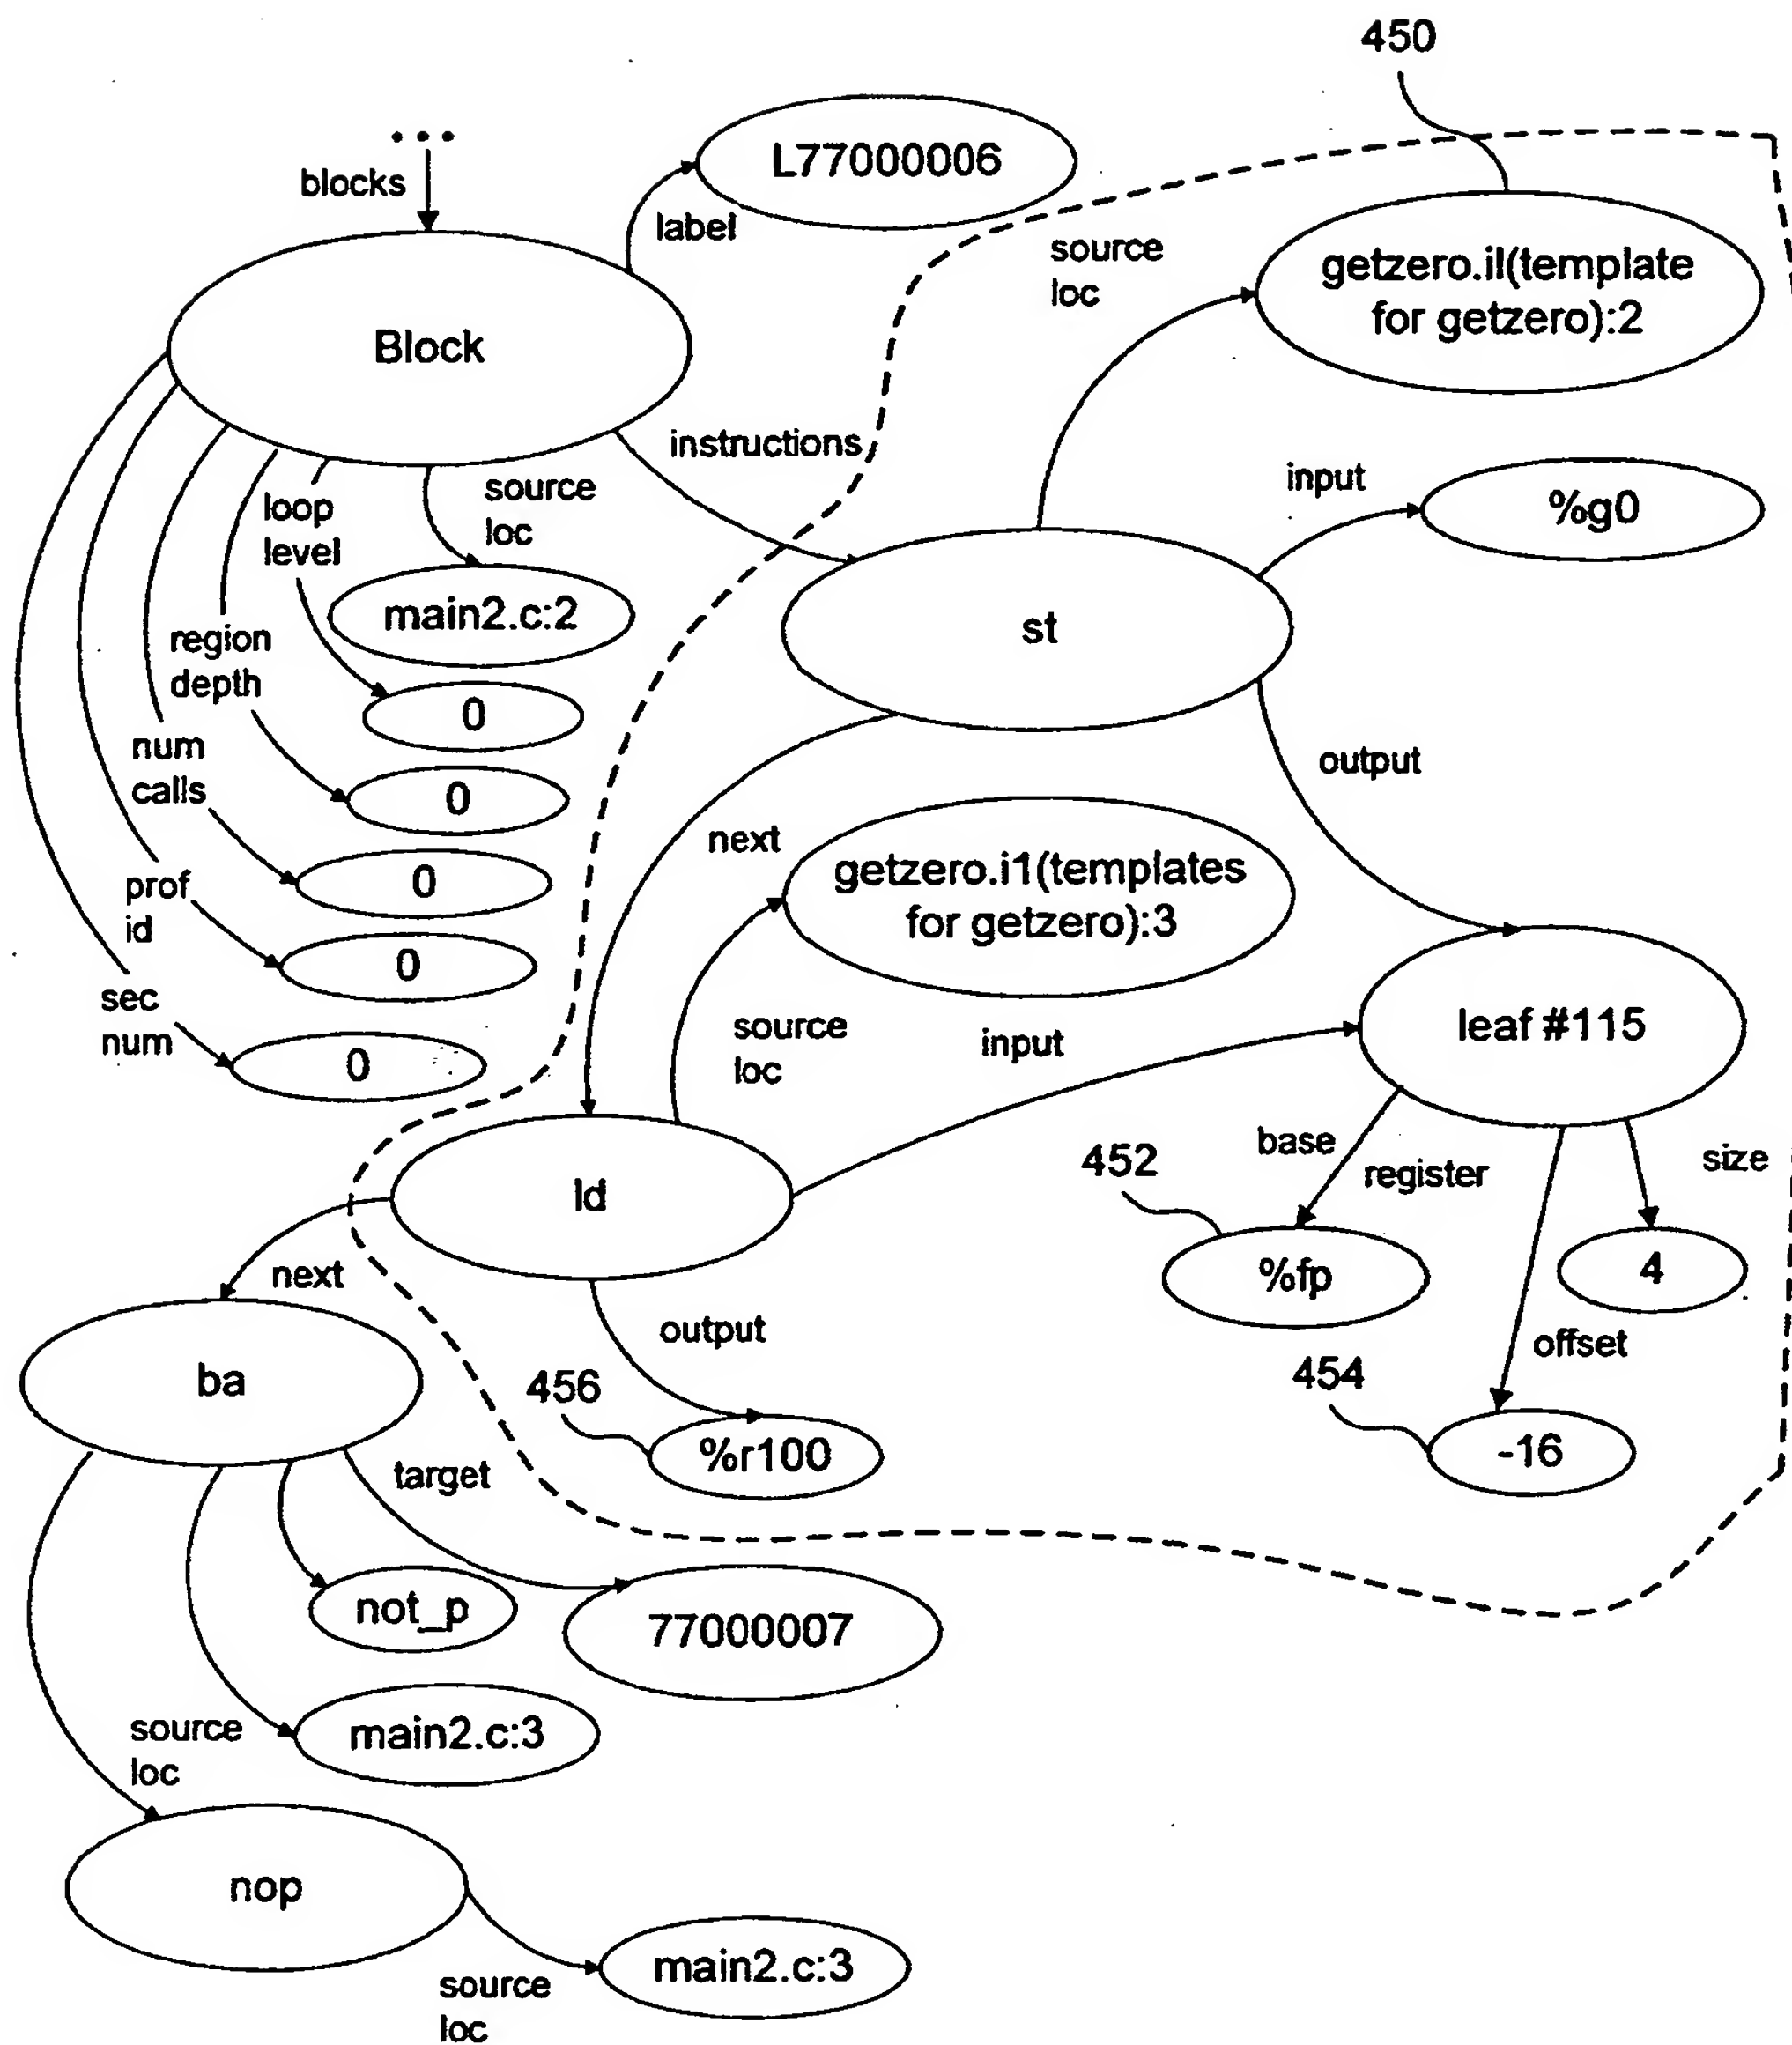 450
...
blocks
L77000006
label
source
loc
getzero.il(template
for getzero):2
Block
instructions
input
%g0
loop
level
source
loc
main2.c:2
st
region
depth
0
output
num
calls
0
next
getzero.i1(templates
for getzero):3
prof
id
0
0
sec
num
0
source
loc
input
leaf #115
base
register
size
452
ld
%fp
4
next
output
offset
454
ba
456
%r100
-16
target
not_p
77000007
source
loc
main2.c:3
nop
source
loc
main2.c:3